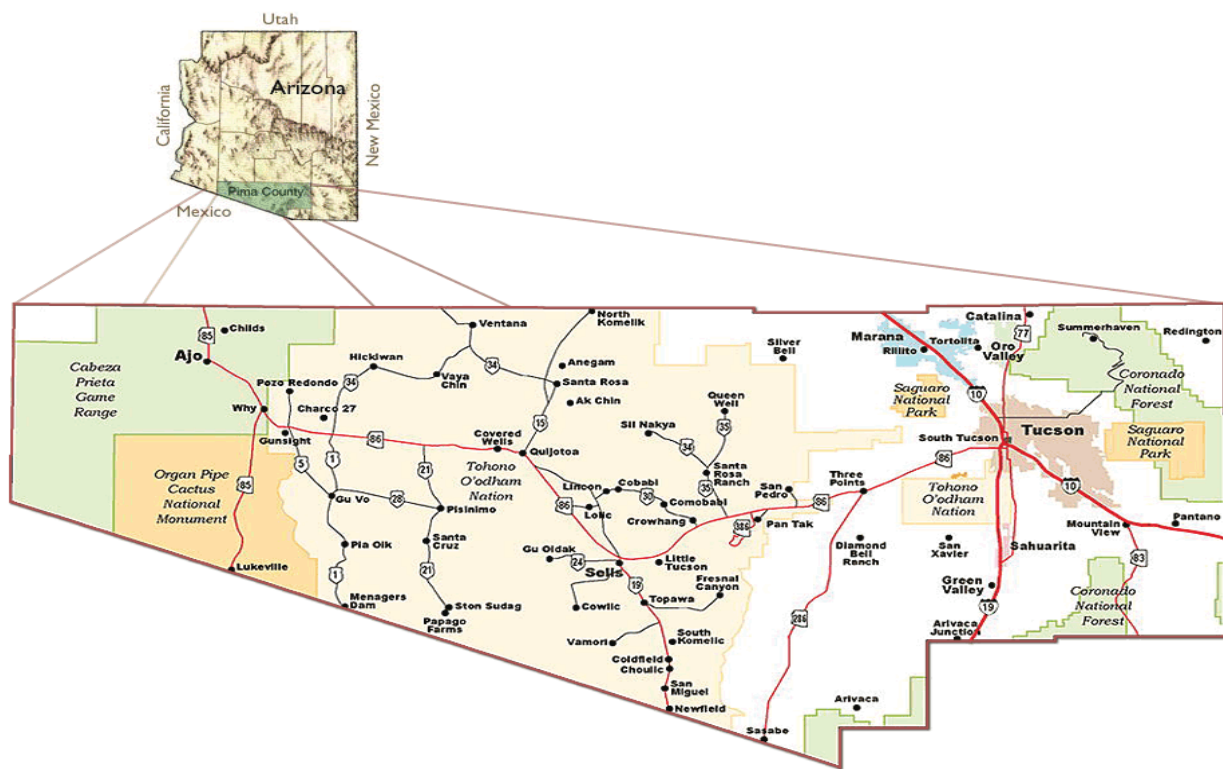 Utah
California
Arizona
New Mexico
Pima County
Mexico
85
Childs
Ajo
Cabeza
Prieta
Game
Range
Why
Pozo Redondo
Charco 27
Gunsight
Organ Pipe
Cactus
National
Monument
85
Lukeville
Hickiwan
34
Ventana
Vaya
Chin
34
North
Komelik
Anegam
Santa Rosa
Ak Chin
15
86
Covered
Wells
Quijotoa
5
1
21
Gu Vo
28
Pisinimo
Tohono
O'odham
Nation
Pia Oik
Santa
Cruz
1
21
Menagers
Dam
Ston Sudag
Papago
Farms
Sil Nakya
34
Queen
Well
35
Santa
Rosa
Ranch
35
Lincon
Cobabi
30
Comobabi
Lolic
Crowhang
86
San
Pedro
86
386
Pan Tak
Three
Points
Gu Oidak
24
Sells
Little
Tucson
Cowlic
19
Topawa
Fresnal
Canyon
Vamori
South
Komelic
Coldfield
Choulic
San
Miguel
Newfield
286
Sasabe
Silver
Bell
Marana
Rillito
Tortolita
Catalina
77
Oro
Valley
Summerhaven
Redington
Coronado
National
Forest
Saguaro
National
Park
10
Tucson
South Tucson
86
Saguaro
National
Park
10
Tohono
O'odham
Nation
Diamond
Bell
Ranch
San
Xavier
Sahuarita
Mountain
View
Pantano
83
Green
Valley
19
Coronado
National
Forest
Arivaca
Junction
Arivaca